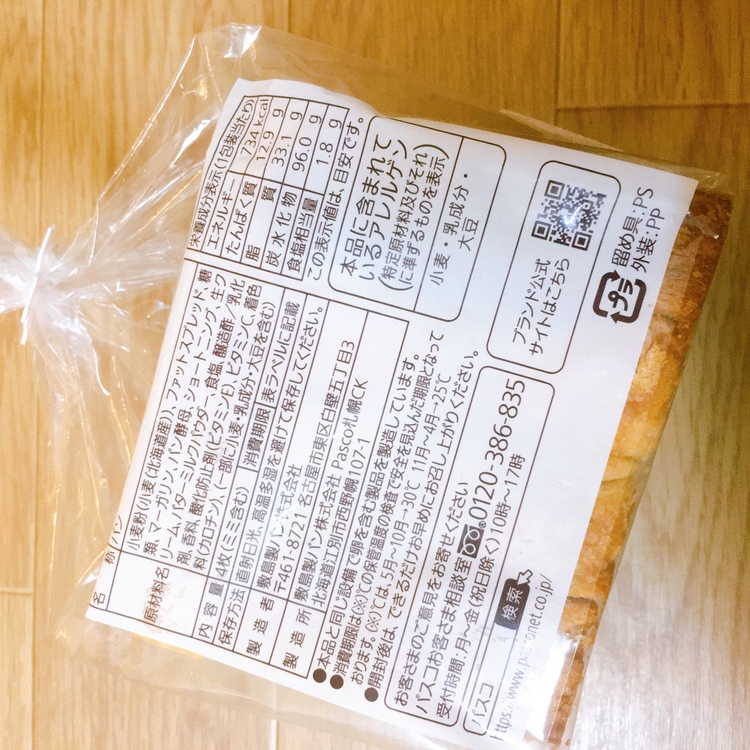 名 称 パン
原材料名
小麦粉(小麦(北海道産))、ファットスプレッド、糖
類、マーガリン、パン酵母、ショートニング、生ク
リーム、バターミルクパウダー、食塩、醸造酢、乳化
剤、香料、酸化防止剤(ビタミンE)、ビタミンC、着色
料(カロチン)、(一部に小麦・乳成分・大豆を含む)
内 容 量 4枚(ミミ含む) 消費期限 表ラベルに記載
保存方法 直射日光、高温多湿を避けて保存してください。
製 造 者 敷島製パン株式会社
〒461-8721 名古屋市東区白壁五丁目3
製 造 所 敷島製パン株式会社 Pasco札幌CK
北海道江別市西野幌 107-1
●本品と同じ設備で卵を含む製品を製造しています。
●消費期限は(※)での保管温度の検査で安全を見込んだ期限となって
おります。(※)では、5月~10月→30℃ 11月~4月→25℃
●開封後は、できるだけお早めにお召し上がりください。
お客さまのご意見をお寄せください
パスコお客さま相談室 0120-386-835
受付時間:月~金(祝日除く)10時~17時
パスコ 検索
https://www.pasconet.co.jp/
栄養成分表示(1包装当たり)
エネルギー 734 kcal
たんぱく質 12.9 g
脂 質 33.1 g
炭水化物 96.0 g
食塩相当量 1.8 g
この表示値は、目安です。
本品に含まれて
いるアレルゲン
(特定原材料及びそれ
に準ずるものを表示)
小麦・乳成分・
大豆
ブランド公式
サイトはこちら
プラ
留め具:PS
外装:PP